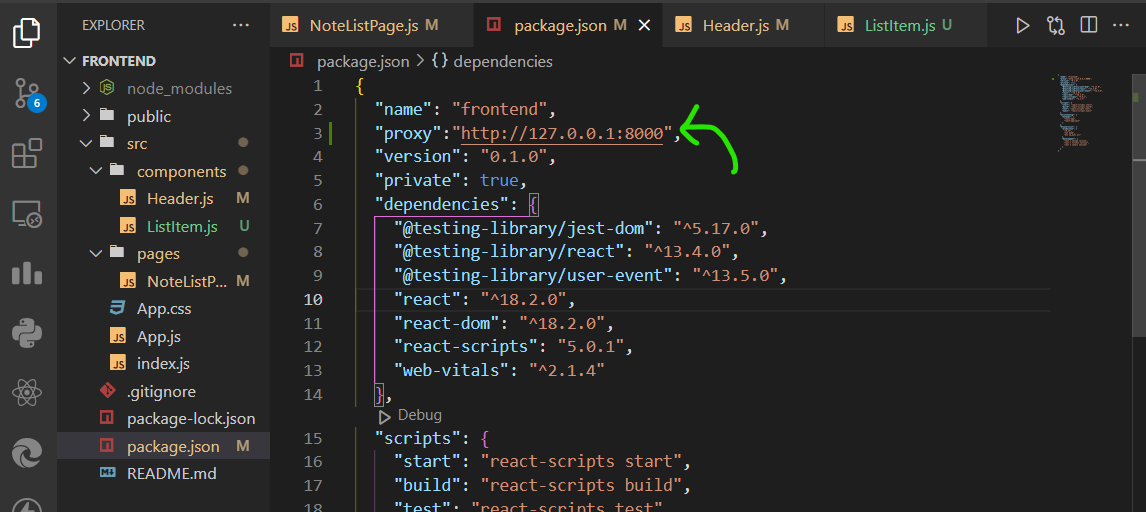 EXPLORER
NoteListPage.js M
package.json M
Header.js M
ListItem.js U
FRONTEND
node_modules
public
src
components
Header.js M
ListItem.js U
pages
NoteListP... M
App.css
App.js
index.js
.gitignore
package-lock.json
package.json M
README.md
6
package.json > {} dependencies
1 {
2 "name": "frontend",
3 "proxy":"http://127.0.0.1:8000",
4 "version": "0.1.0",
5 "private": true,
6 "dependencies": {
7 "@testing-library/jest-dom": "^5.17.0",
8 "@testing-library/react": "^13.4.0",
9 "@testing-library/user-event": "^13.5.0",
10 "react": "^18.2.0",
11 "react-dom": "^18.2.0",
12 "react-scripts": "5.0.1",
13 "web-vitals": "^2.1.4"
14 },
Debug
15 "scripts": {
16 "start": "react-scripts start",
17 "build": "react-scripts build",
18 "test": "react-scripts test"